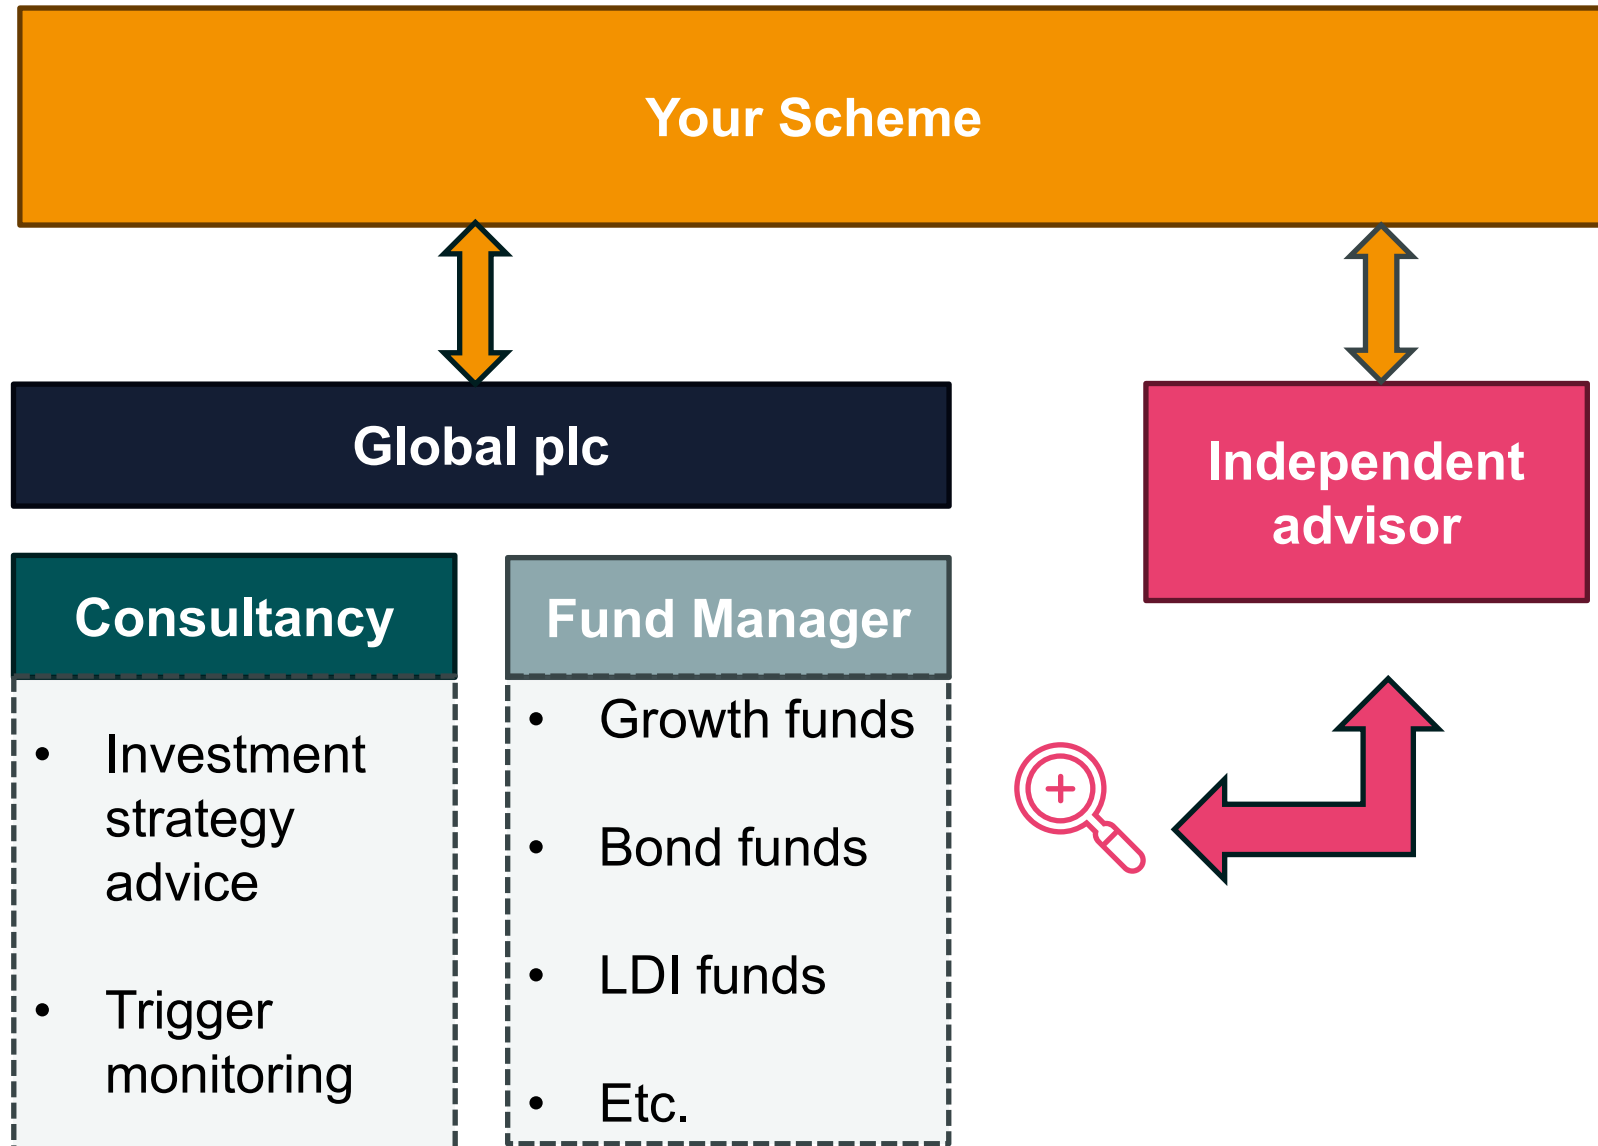 Your Scheme
Global plc
Independent
advisor
Consultancy
• Investment
strategy
advice
• Trigger
monitoring
Fund Manager
• Growth funds
• Bond funds
• LDI funds
• Etc.